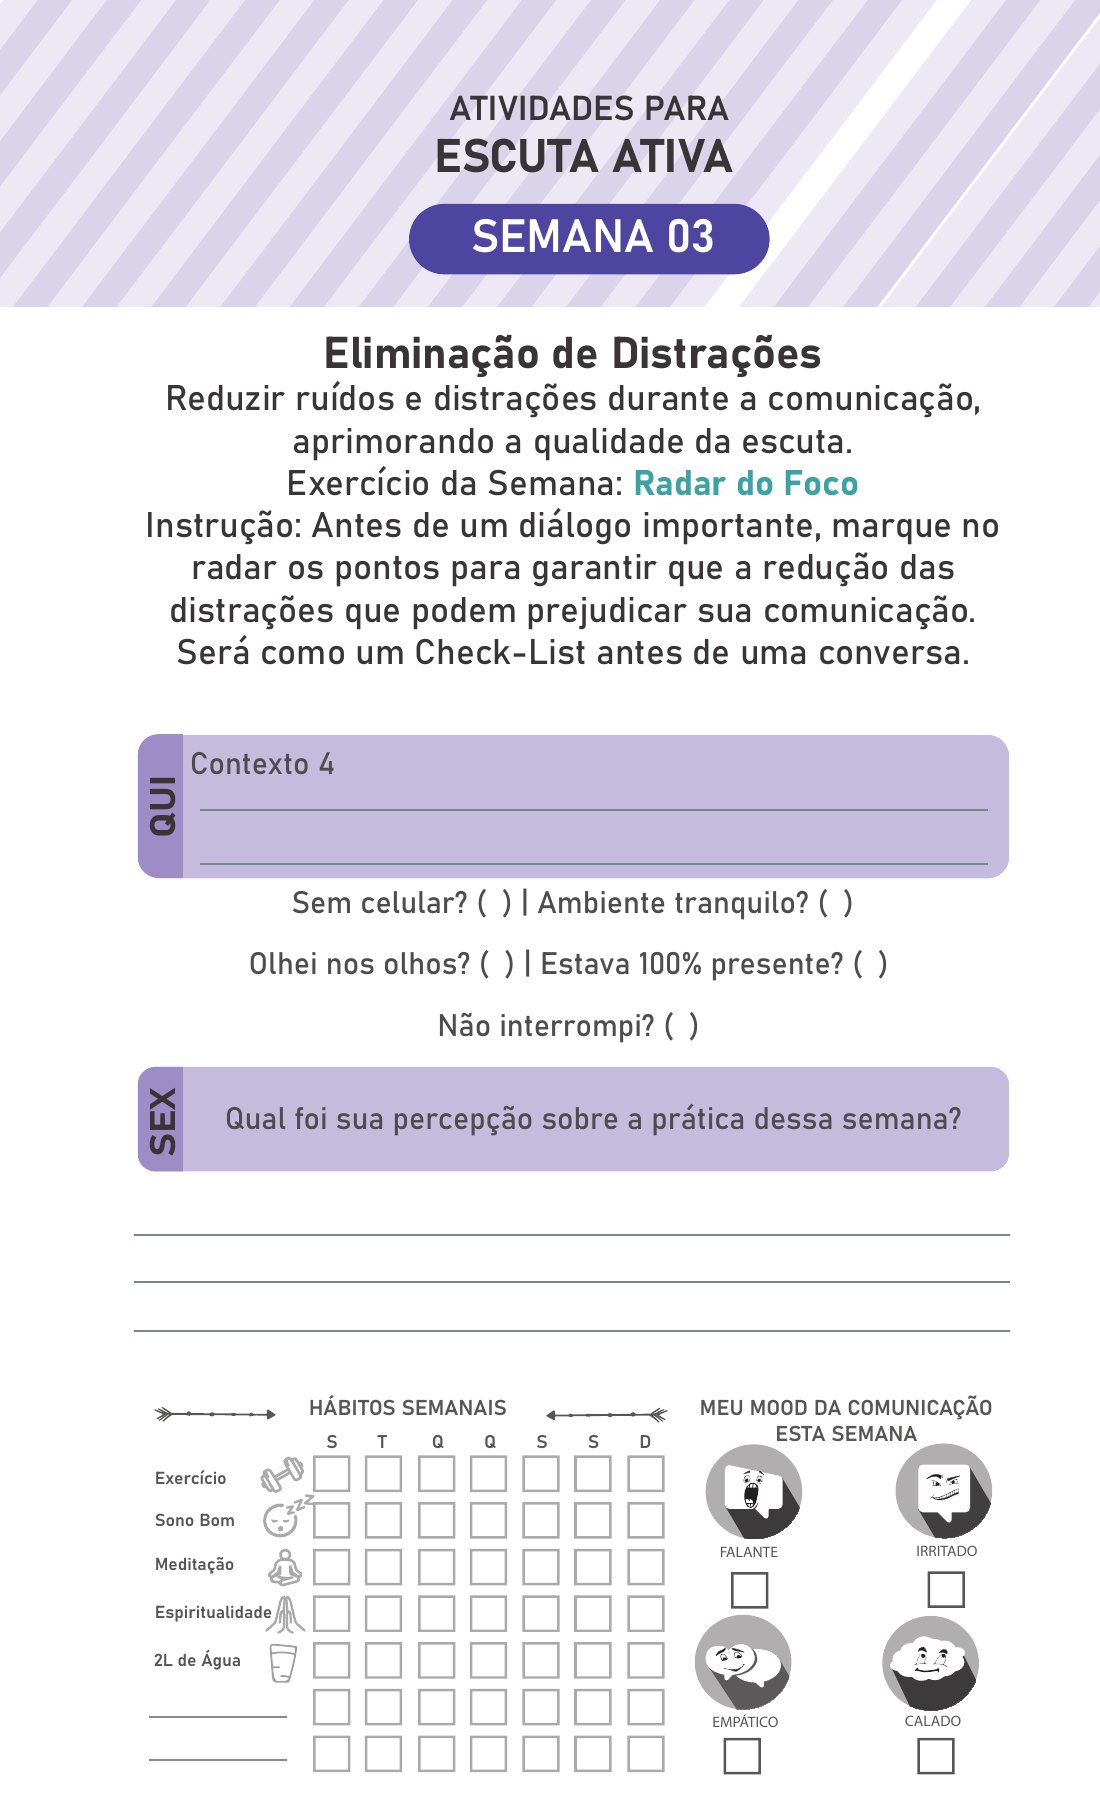 ATIVIDADES PARA
ESCUTA ATIVA
SEMANA 03
Eliminação de Distrações
Reduzir ruídos e distrações durante a comunicação,
aprimorando a qualidade da escuta.
Exercício da Semana: Radar do Foco
Instrução: Antes de um diálogo importante, marque no
radar os pontos para garantir que a redução das
distrações que podem prejudicar sua comunicação.
Será como um Check-List antes de uma conversa.
QUI
Contexto 4
Sem celular? ( ) | Ambiente tranquilo? ( )
Olhei nos olhos? ( ) | Estava 100% presente? ( )
Não interrompi? ( )
SEX
Qual foi sua percepção sobre a prática dessa semana?
HÁBITOS SEMANAIS
S T Q Q S S D
Exercício
Sono Bom
Meditação
Espiritualidade
2L de Água
MEU MOOD DA COMUNICAÇÃO
ESTA SEMANA
FALANTE
IRRITADO
EMPÁTICO
CALADO